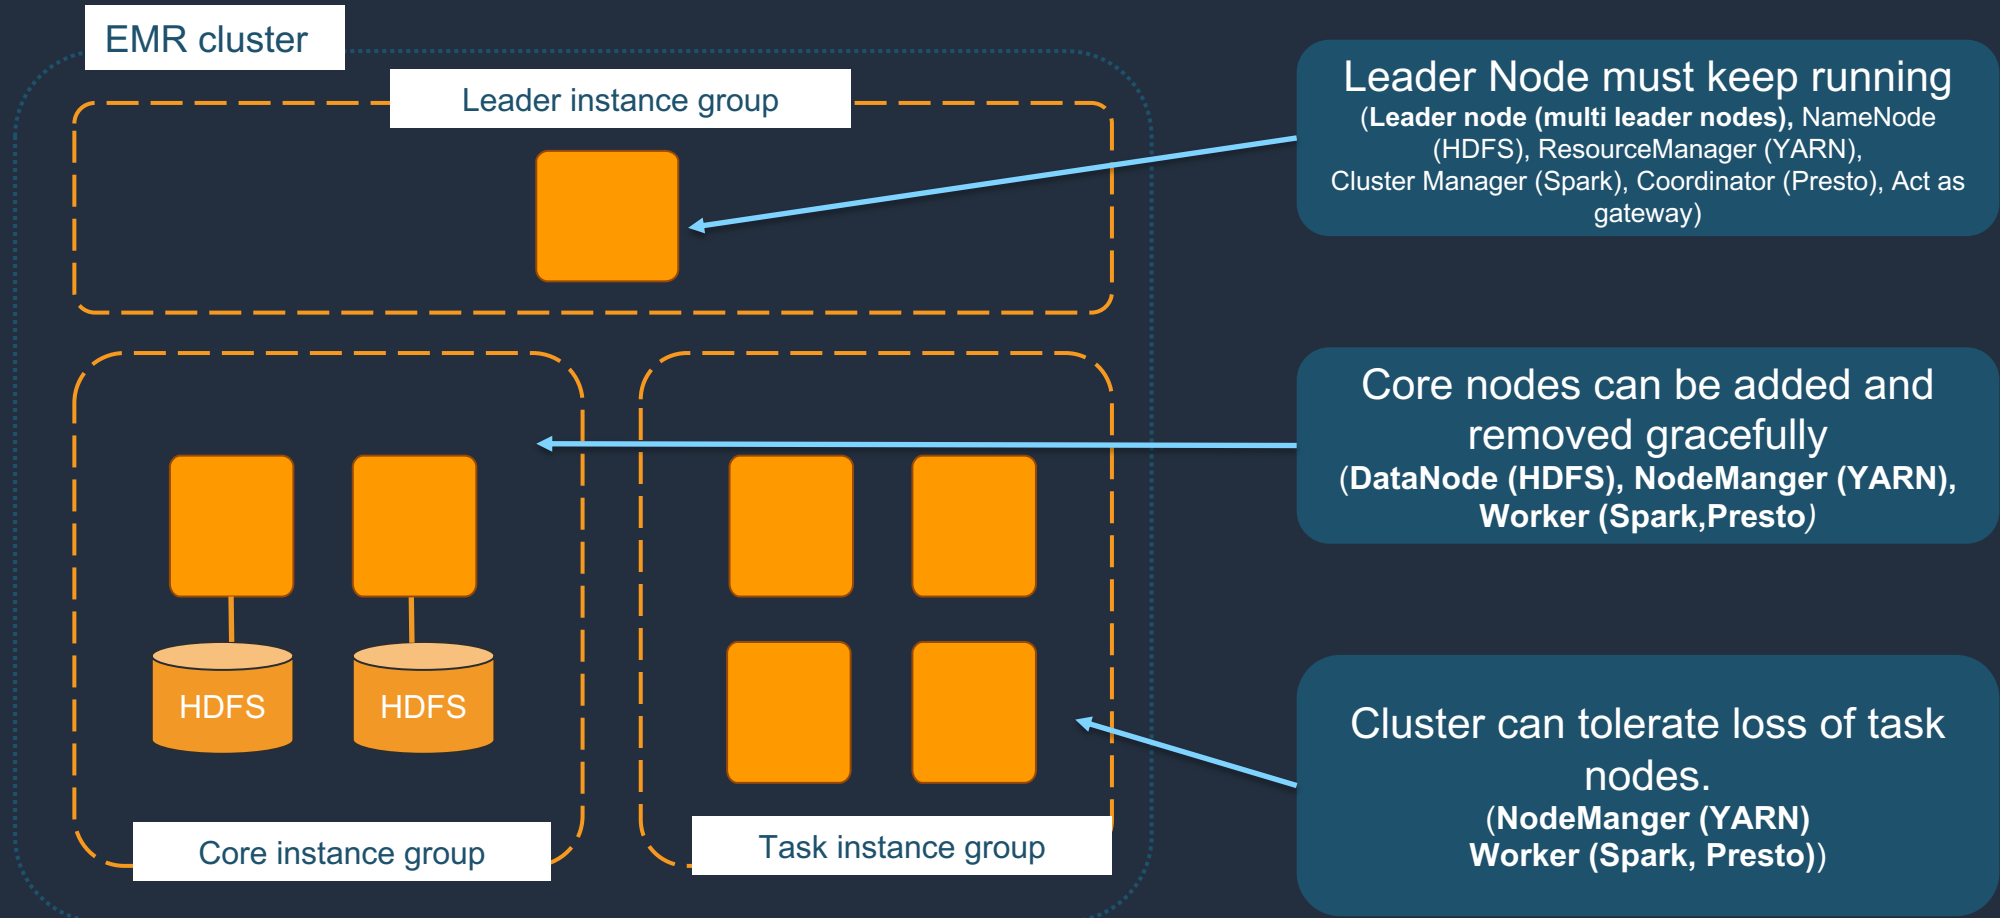 EMR cluster
Leader instance group
Leader Node must keep running
(Leader node (multi leader nodes), NameNode
(HDFS), ResourceManager (YARN),
Cluster Manager (Spark), Coordinator (Presto), Act as
gateway)
Core nodes can be added and
removed gracefully
(DataNode (HDFS), NodeManger (YARN),
Worker (Spark,Presto)
HDFS
HDFS
Cluster can tolerate loss of task
nodes.
(NodeManger (YARN)
Worker (Spark, Presto))
Core instance group
Task instance group